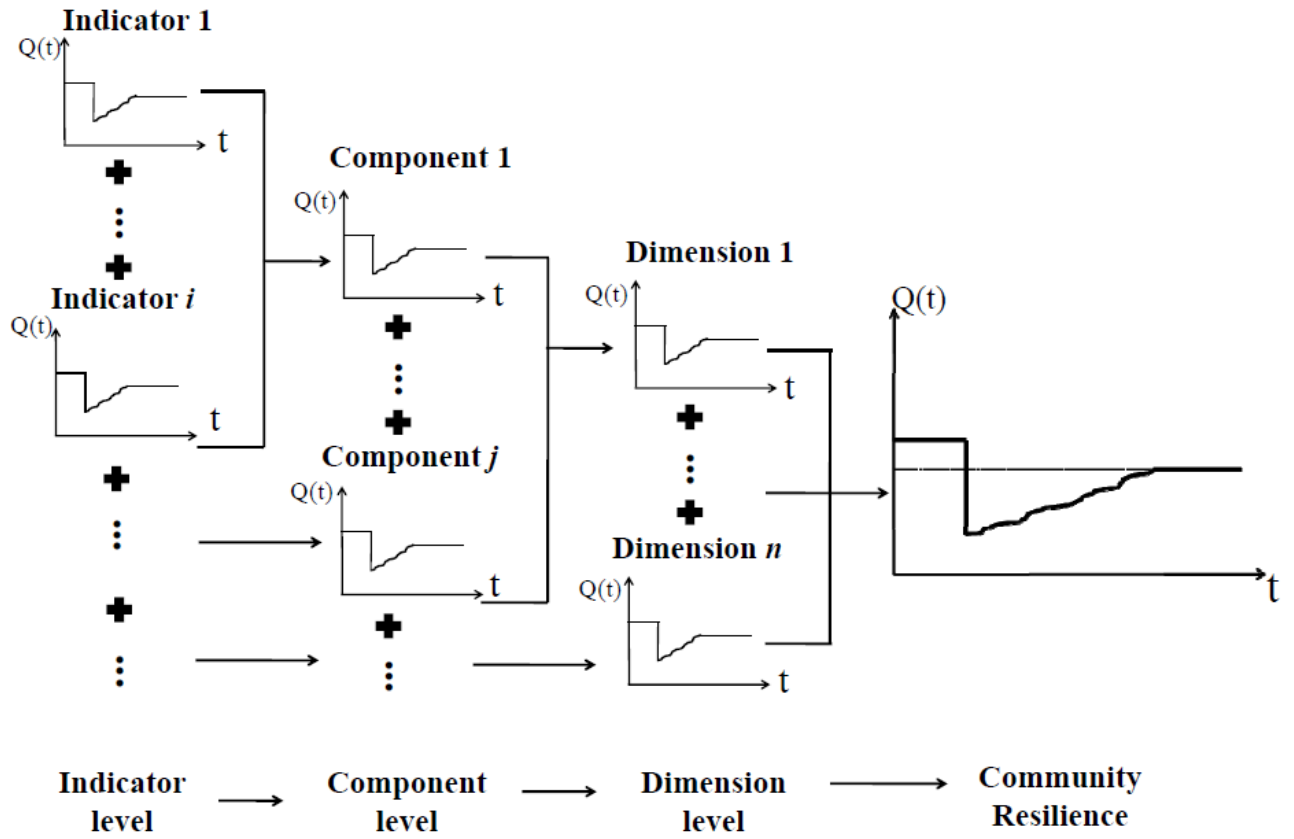 Indicator 1
Q(t)
t
...
Indicator i
Q(t)
t
...
...
Component 1
Q(t)
t
...
Component j
Q(t)
t
...
Dimension 1
Q(t)
t
...
Dimension n
Q(t)
t
Q(t)
t
Indicator
level
Component
level
Dimension
level
Community
Resilience